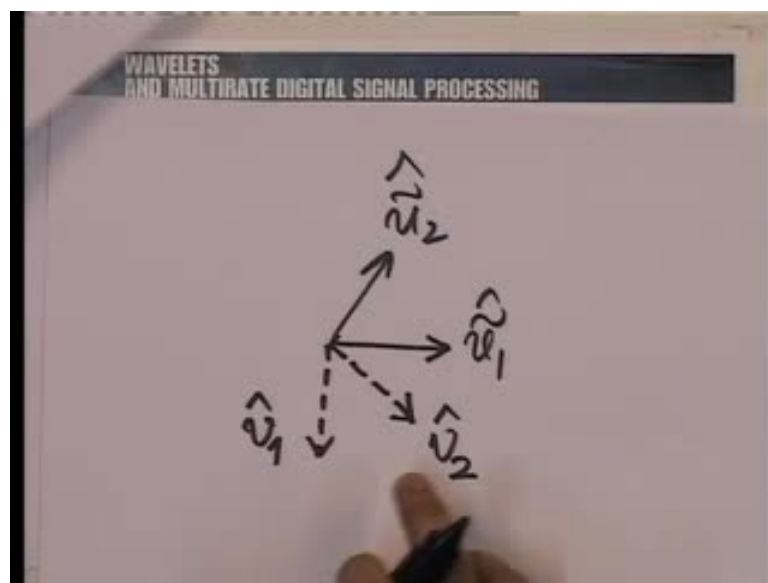 WAVELETS
AND MULTIRATE DIGITAL SIGNAL PROCESSING
û̃₂
û̃₁
v̂₁
v̂₂